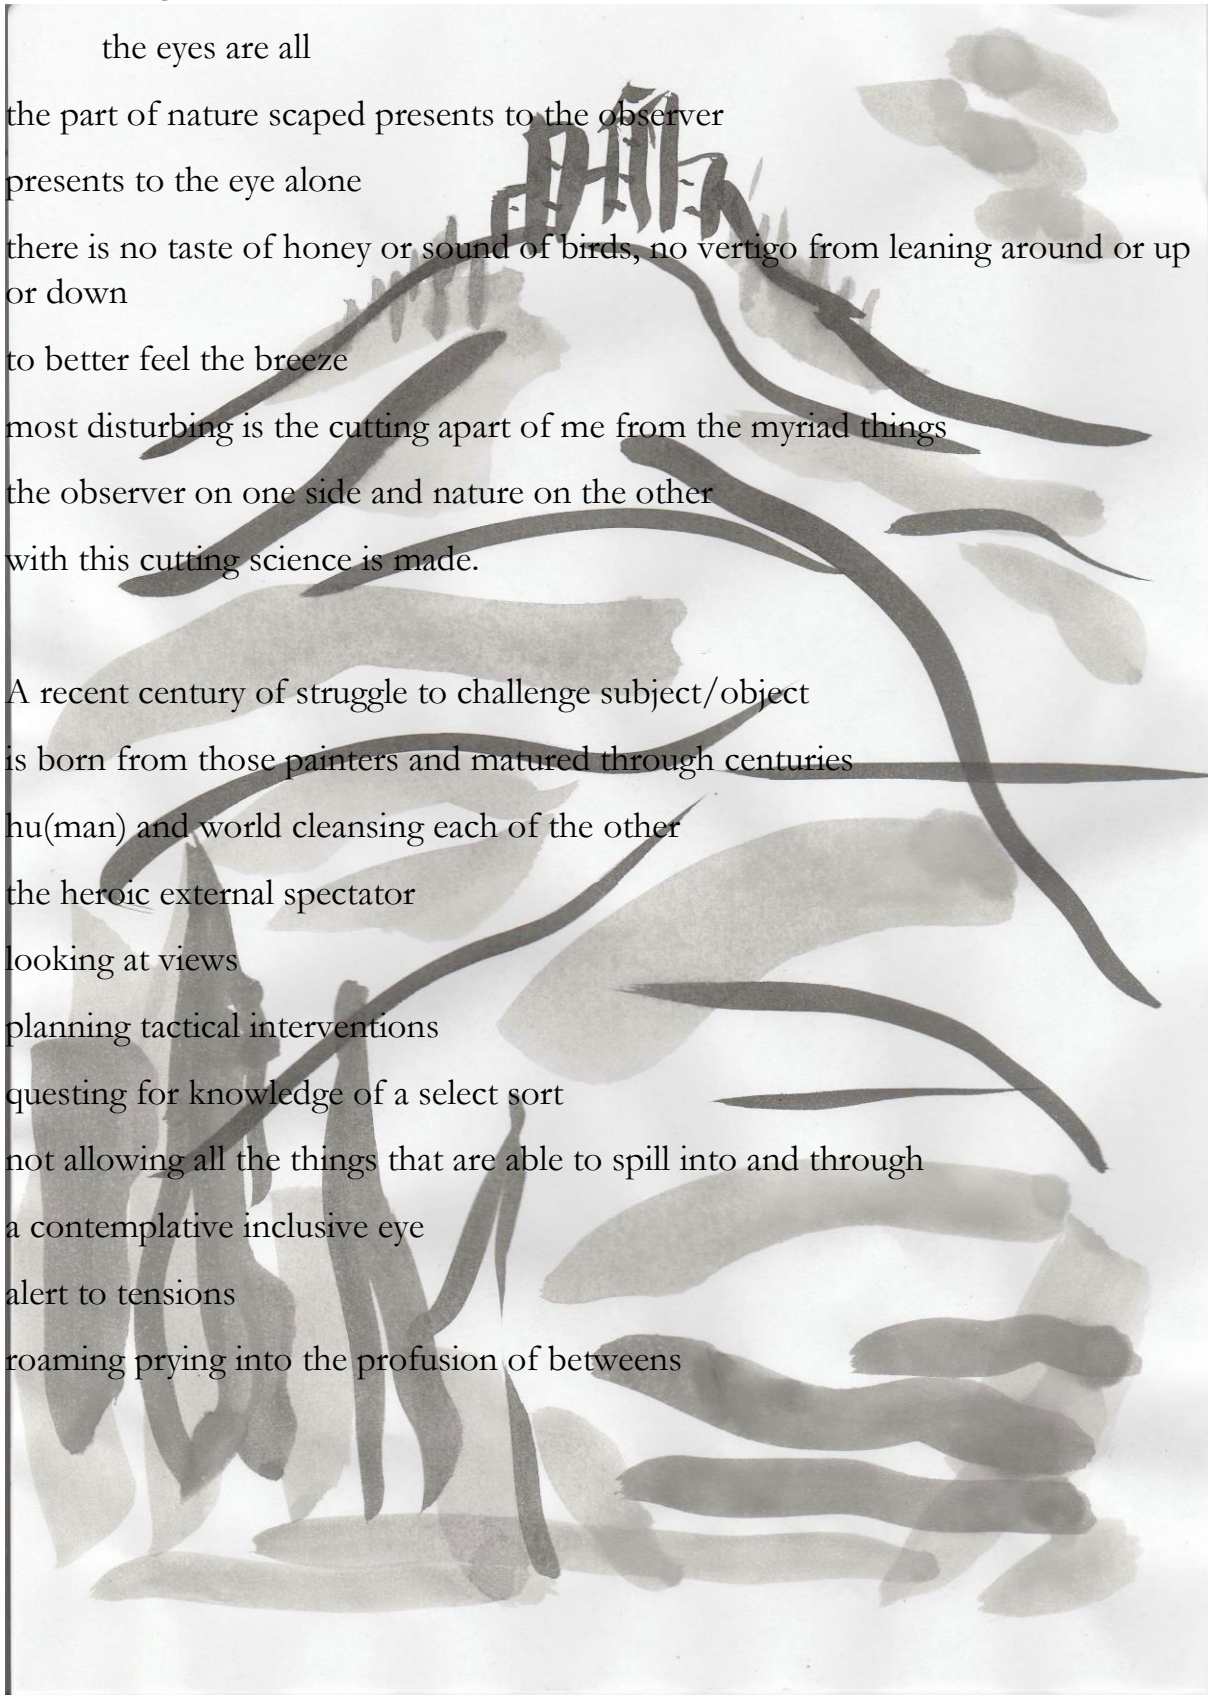 the eyes are all
the part of nature scaped presents to the observer
presents to the eye alone
there is no taste of honey or sound of birds, no vertigo from leaning around or up
or down
to better feel the breeze
most disturbing is the cutting apart of me from the myriad things
the observer on one side and nature on the other
with this cutting science is made.
A recent century of struggle to challenge subject/object
is born from those painters and matured through centuries
hu(man) and world cleansing each of the other
the heroic external spectator
looking at views
planning tactical interventions
questing for knowledge of a select sort
not allowing all the things that are able to spill into and through
a contemplative inclusive eye
alert to tensions
roaming prying into the profusion of betweens